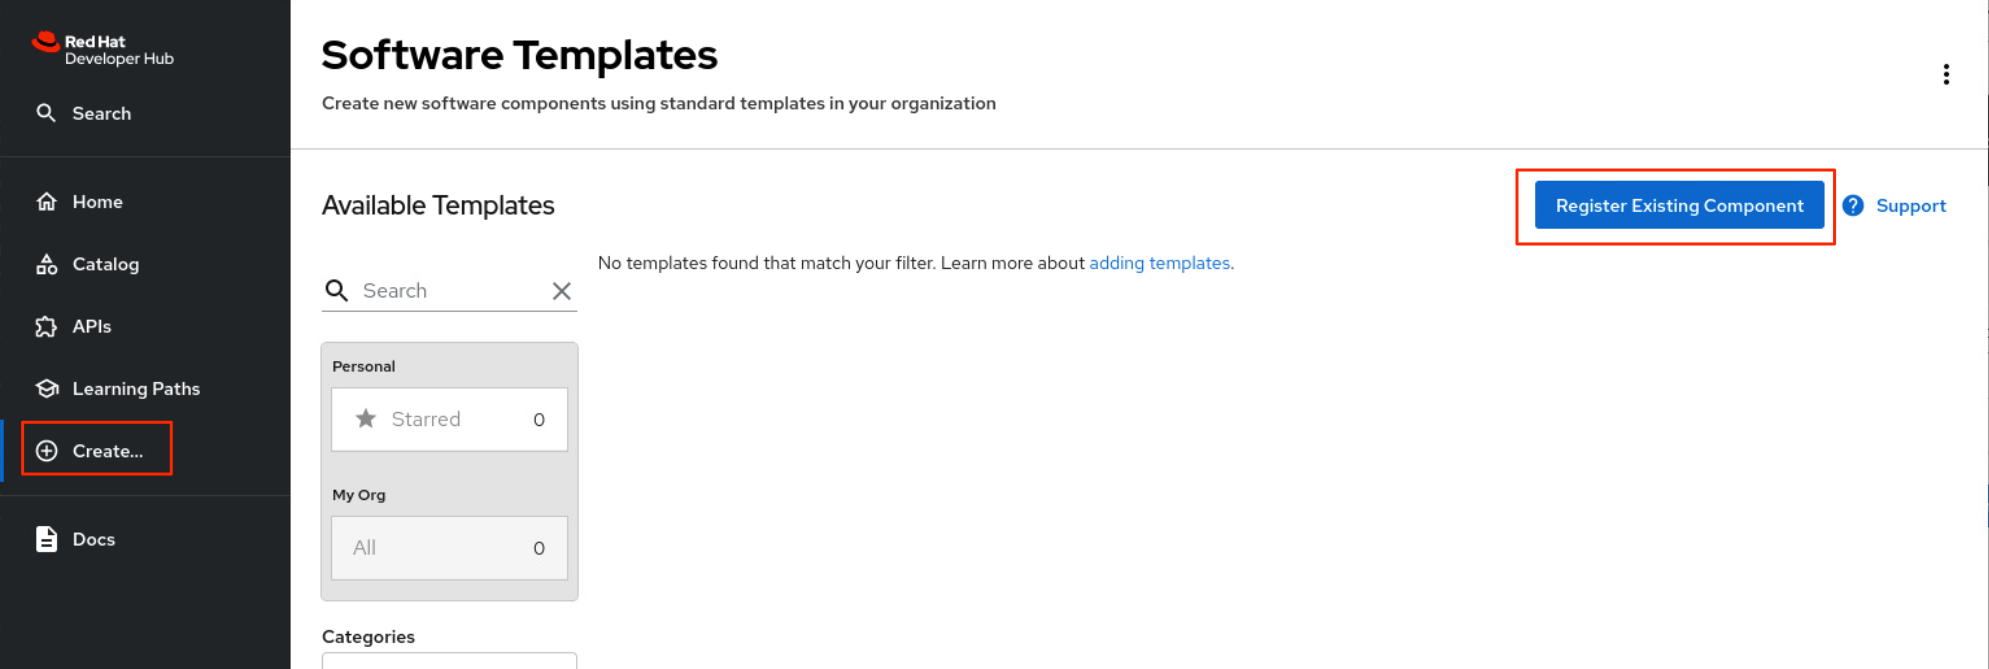 Red Hat
Developer Hub
Search
Home
Catalog
APIs
Learning Paths
Create...
Docs
Software Templates
Create new software components using standard templates in your organization
Available Templates
Register Existing Component
Support
No templates found that match your filter. Learn more about adding templates.
Search
Personal
Starred 0
My Org
All 0
Categories